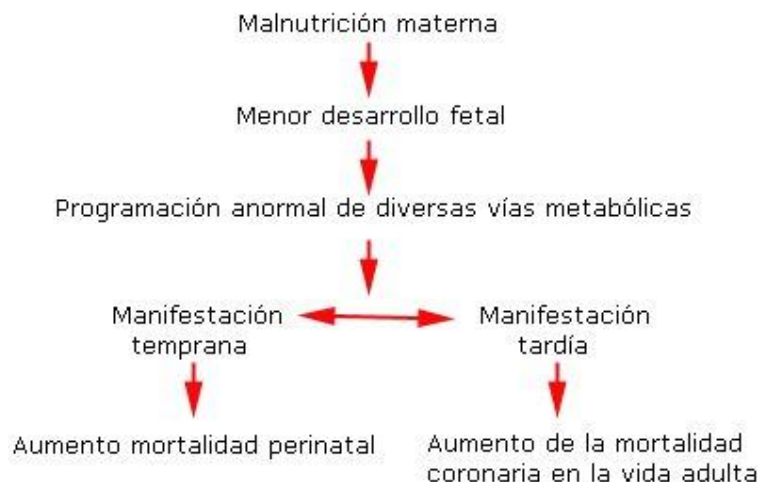 Malnutrición materna
Menor desarrollo fetal
Programación anormal de diversas vías metabólicas
Manifestación
temprana
Manifestación
tardía
Aumento mortalidad perinatal
Aumento de la mortalidad
coronaria en la vida adulta